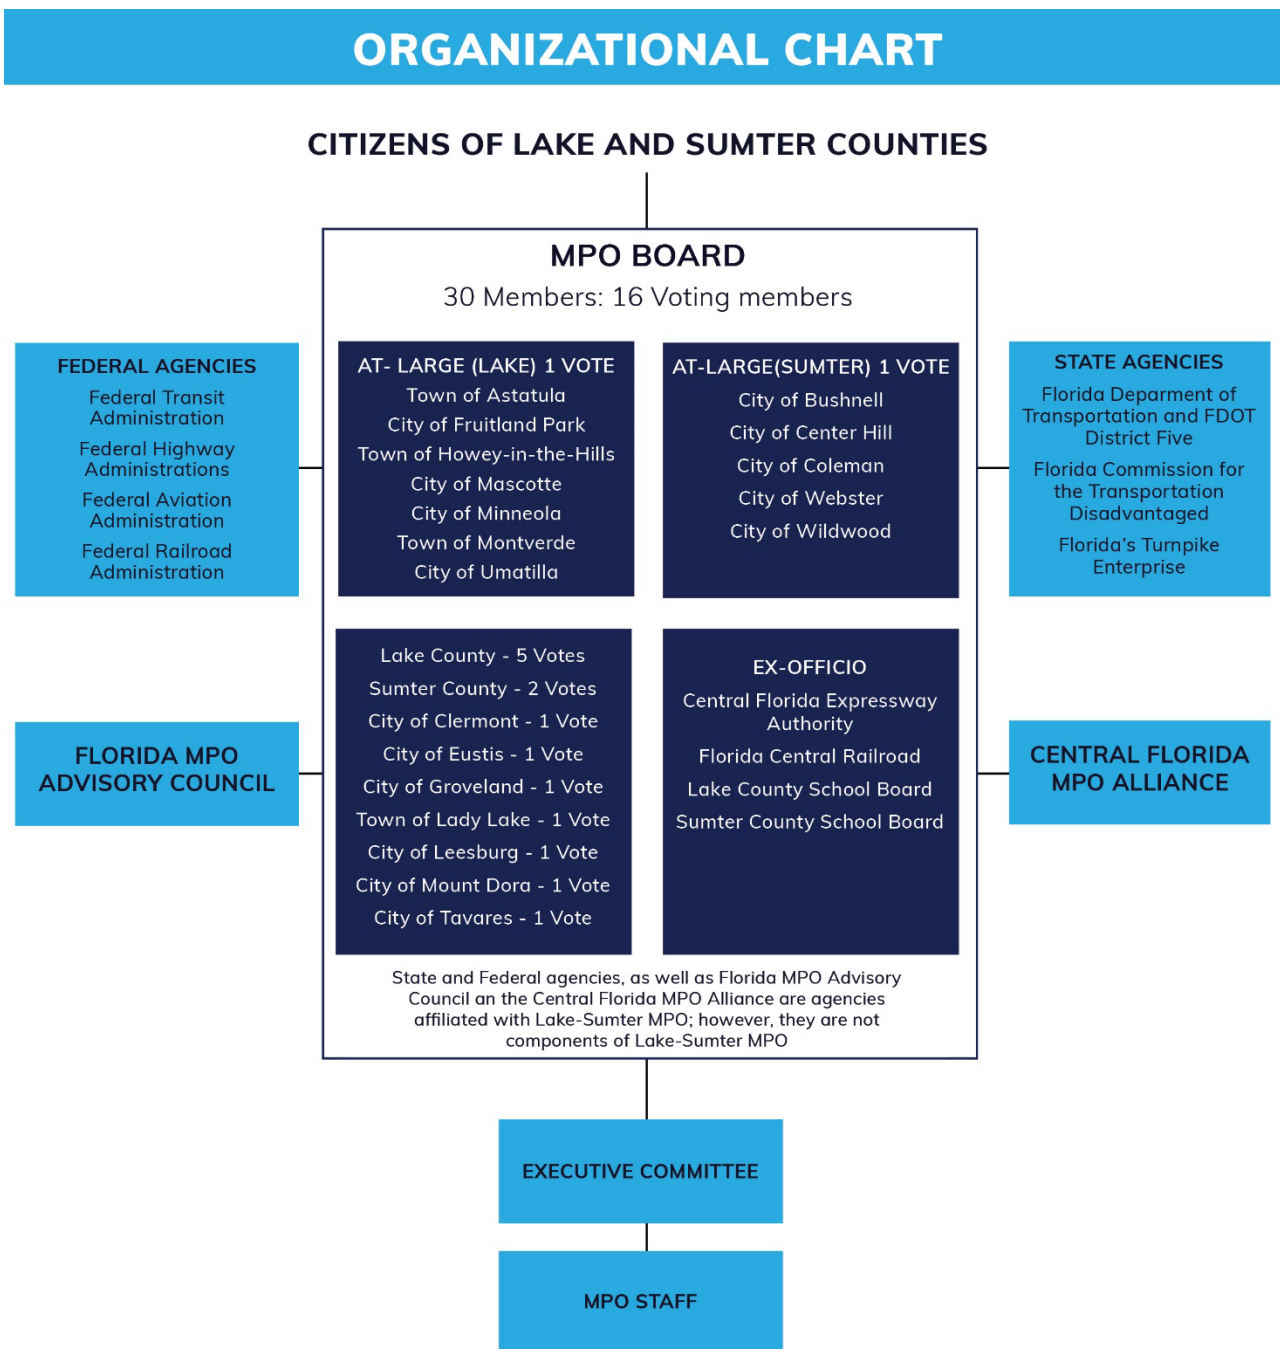 ORGANIZATIONAL CHART
CITIZENS OF LAKE AND SUMTER COUNTIES
MPO BOARD
30 Members: 16 Voting members
FEDERAL AGENCIES
Federal Transit
Administration
Federal Highway
Administrations
Federal Aviation
Administration
Federal Railroad
Administration
AT- LARGE (LAKE) 1 VOTE
Town of Astatula
City of Fruitland Park
Town of Howey-in-the-Hills
City of Mascotte
City of Minneola
Town of Montverde
City of Umatilla
AT-LARGE(SUMTER) 1 VOTE
City of Bushnell
City of Center Hill
City of Coleman
City of Webster
City of Wildwood
STATE AGENCIES
Florida Deparment of
Transportation and FDOT
District Five
Florida Commission for
the Transportation
Disadvantaged
Florida’s Turnpike
Enterprise
FLORIDA MPO
ADVISORY COUNCIL
Lake County - 5 Votes
Sumter County - 2 Votes
City of Clermont - 1 Vote
City of Eustis - 1 Vote
City of Groveland - 1 Vote
Town of Lady Lake - 1 Vote
City of Leesburg - 1 Vote
City of Mount Dora - 1 Vote
City of Tavares - 1 Vote
EX-OFFICIO
Central Florida Expressway
Authority
Florida Central Railroad
Lake County School Board
Sumter County School Board
CENTRAL FLORIDA
MPO ALLIANCE
State and Federal agencies, as well as Florida MPO Advisory
Council an the Central Florida MPO Alliance are agencies
affiliated with Lake-Sumter MPO; however, they are not
components of Lake-Sumter MPO
EXECUTIVE COMMITTEE
MPO STAFF